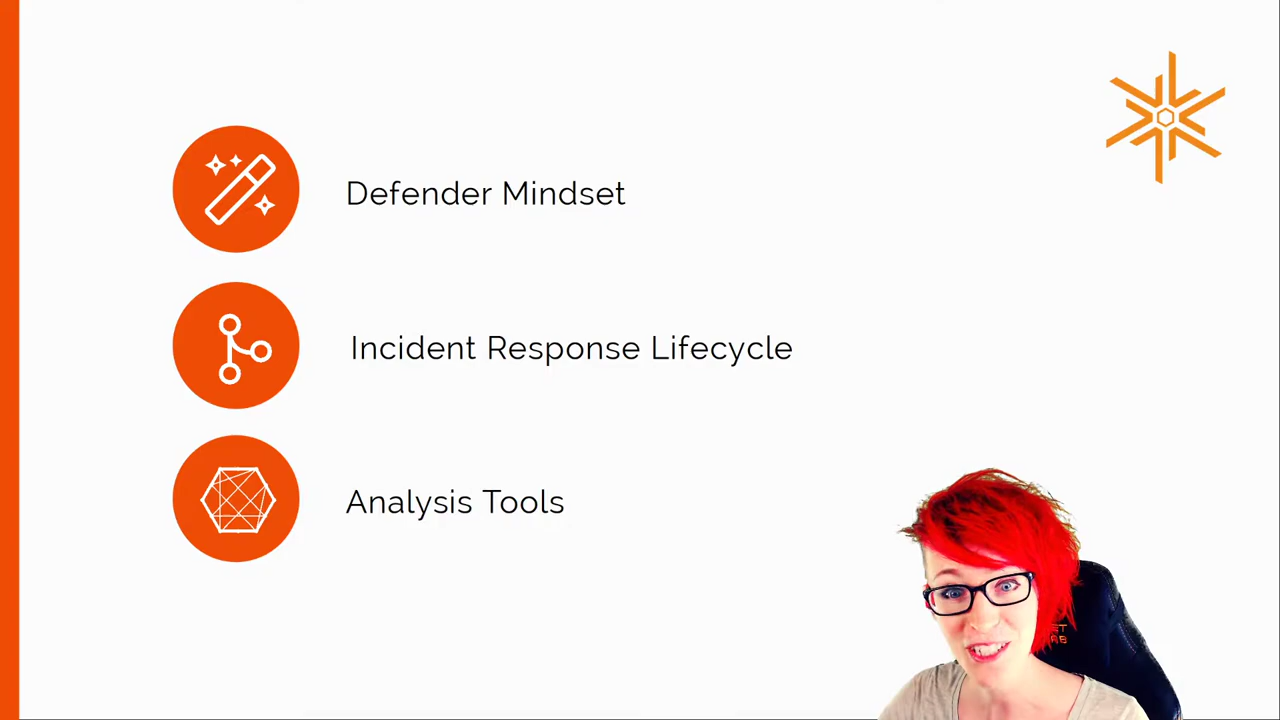 Defender Mindset
Incident Response Lifecycle
Analysis Tools